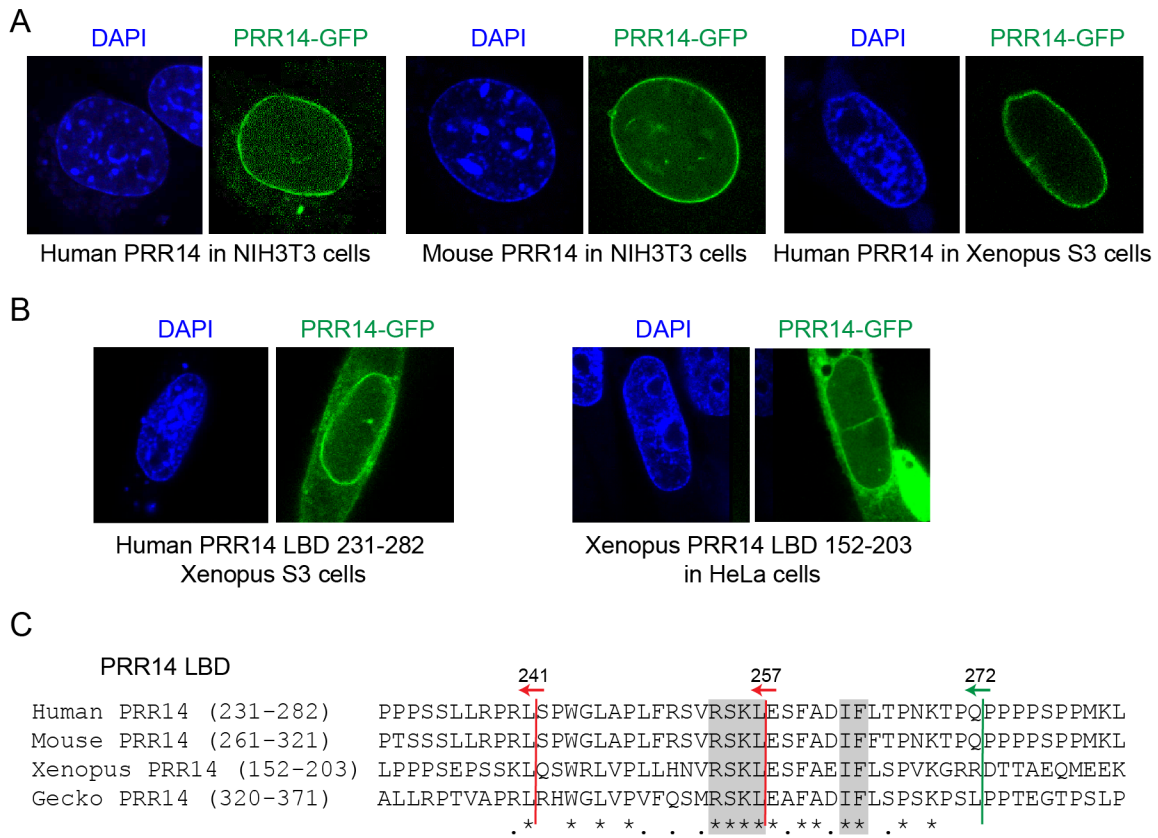 A
DAPI PRR14-GFP DAPI PRR14-GFP DAPI PRR14-GFP
Human PRR14 in NIH3T3 cells Mouse PRR14 in NIH3T3 cells Human PRR14 in Xenopus S3 cells
B
DAPI PRR14-GFP DAPI PRR14-GFP
Human PRR14 LBD 231-282 Xenopus PRR14 LBD 152-203
Xenopus S3 cells in HeLa cells
C
PRR14 LBD 241 257 272
Human PRR14 (231-282) PPPSSLLRPRLSPWGLAPLFRSVRSKLESFADIFLTPNKTPQPPPPSPPMKL
Mouse PRR14 (261-321) PTSSSLLRPRLSPWGLAPLFRSVRSKLESFADIFFTPNKTPQPPPPSPPMKL
Xenopus PRR14 (152-203) LPPPSEPSSKLQSWRLVPLLHNVRSKLESFAEIFLSPVKGRRDTTAEQMEEK
Gecko PRR14 (320-371) ALLRPTVAPRLRHWGLVPVFQSMRSKLEAFADIFLSPSKPSLPPTEGTPSLP
.* * * *. . .*****.**.**.*.* *